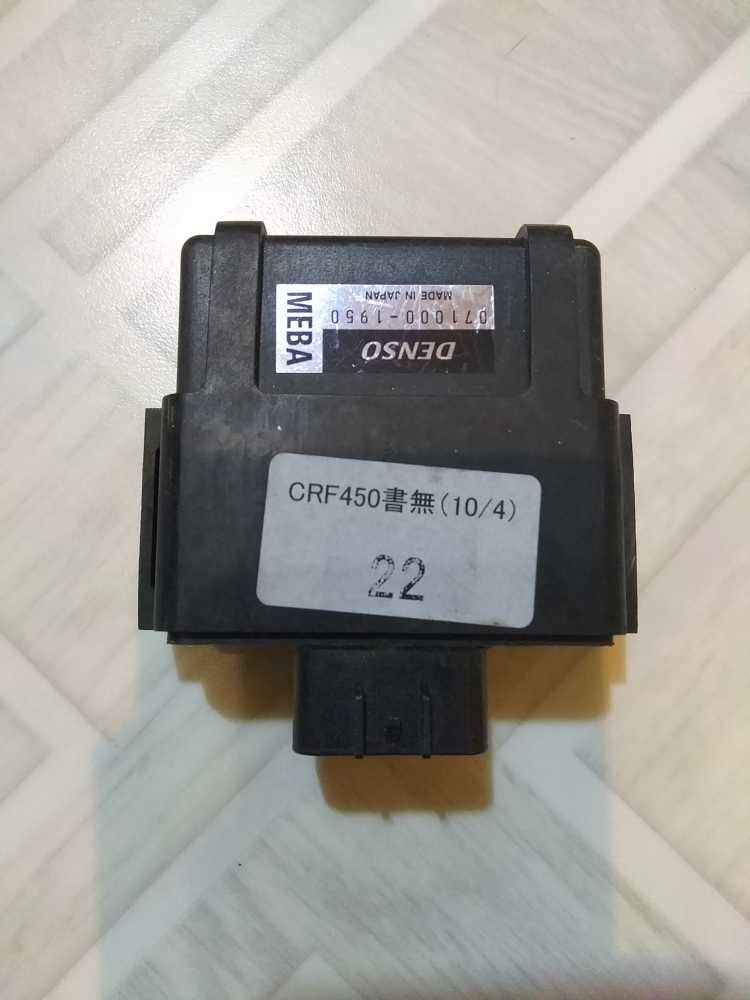 DENSO
071000-1950
MADE IN JAPAN
MEBA
CRF450書無(10/4)
22